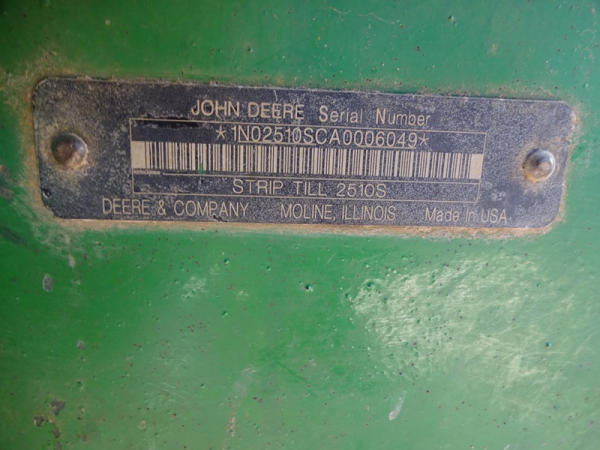 JOHN DEERE Serial Number
*1N02510SCA0006049*
STRIP TILL 2510S
DEERE & COMPANY MOLINE, ILLINOIS Made in USA